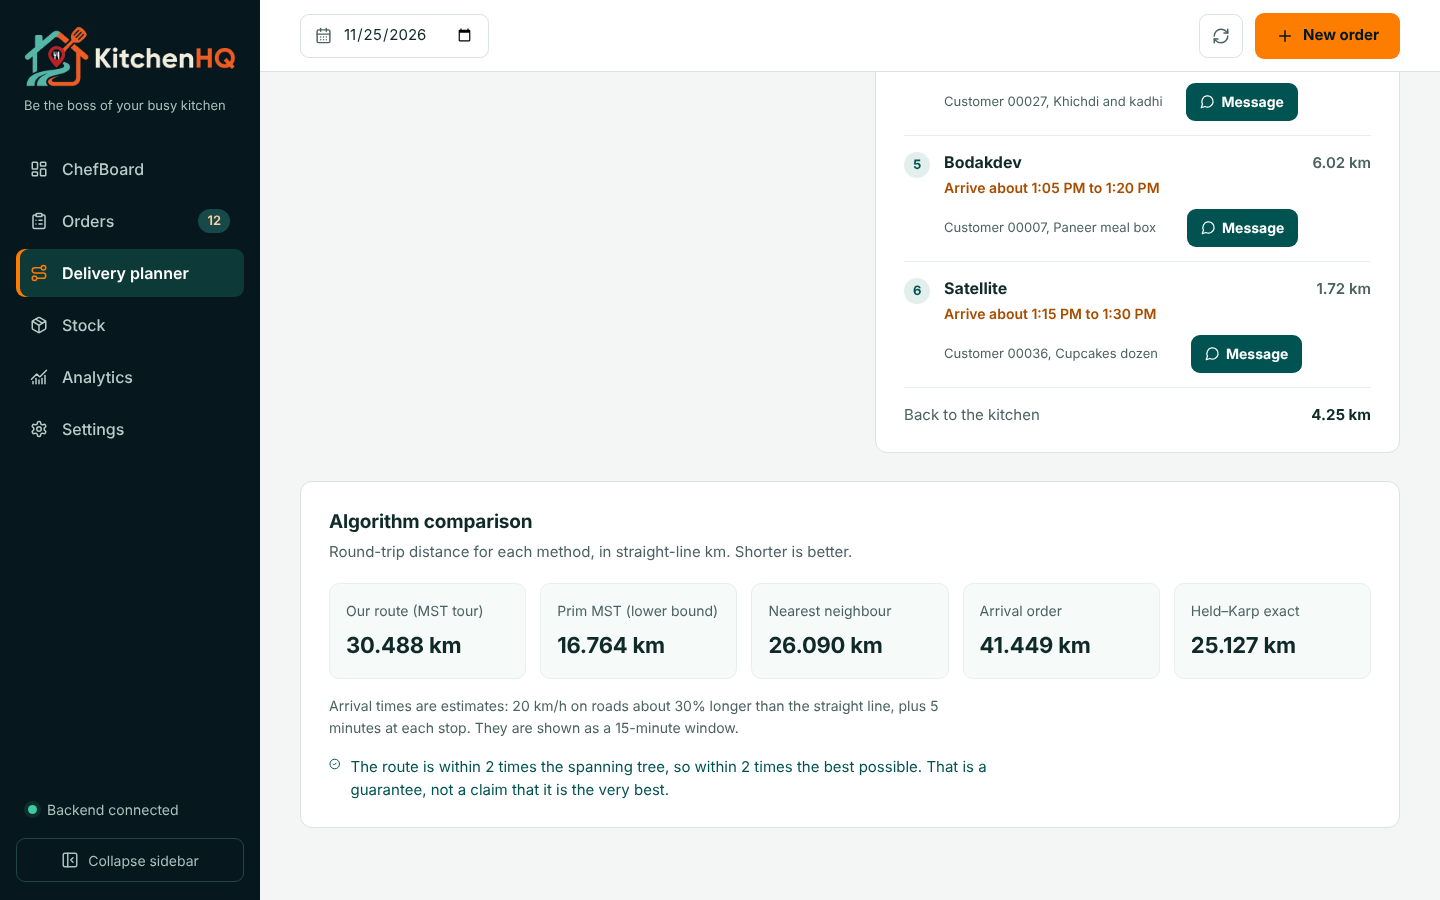 KitchenHQ
Be the boss of your busy kitchen
ChefBoard
Orders 12
Delivery planner
Stock
Analytics
Settings
Backend connected
Collapse sidebar
11/25/2026
New order
Customer 00027, Khichdi and kadhi Message
5 Bodakdev 6.02 km
Arrive about 1:05 PM to 1:20 PM
Customer 00007, Paneer meal box Message
6 Satellite 1.72 km
Arrive about 1:15 PM to 1:30 PM
Customer 00036, Cupcakes dozen Message
Back to the kitchen 4.25 km
Algorithm comparison
Round-trip distance for each method, in straight-line km. Shorter is better.
Our route (MST tour)
30.488 km
Prim MST (lower bound)
16.764 km
Nearest neighbour
26.090 km
Arrival order
41.449 km
Held–Karp exact
25.127 km
Arrival times are estimates: 20 km/h on roads about 30% longer than the straight line, plus 5
minutes at each stop. They are shown as a 15-minute window.
The route is within 2 times the spanning tree, so within 2 times the best possible. That is a
guarantee, not a claim that it is the very best.